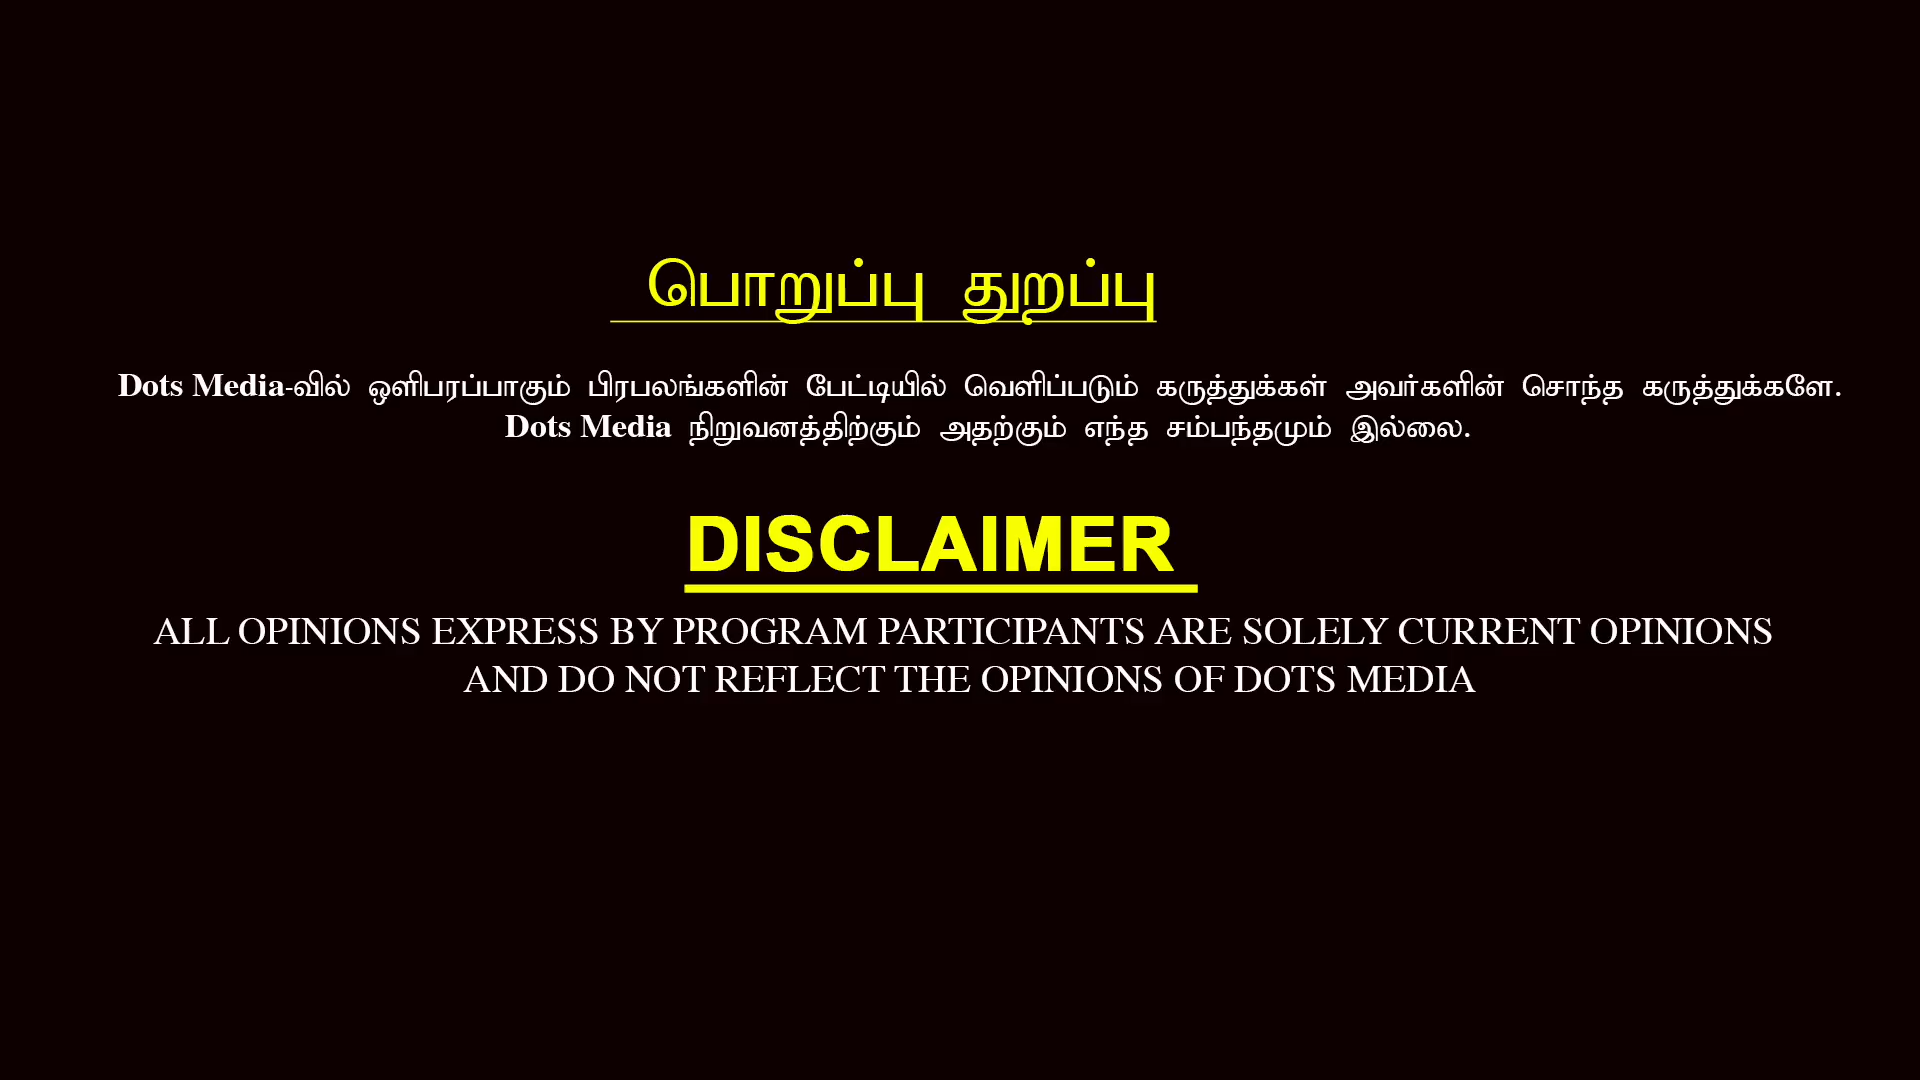 பொறுப்பு துறப்பு
Dots Media-வில் ஒளிபரப்பாகும் பிரபலங்களின் பேட்டியில் வெளிப்படும் கருத்துக்கள் அவர்களின் சொந்த கருத்துக்களே.
Dots Media நிறுவனத்திற்கும் அதற்கும் எந்த சம்பந்தமும் இல்லை.
DISCLAIMER
ALL OPINIONS EXPRESS BY PROGRAM PARTICIPANTS ARE SOLELY CURRENT OPINIONS
AND DO NOT REFLECT THE OPINIONS OF DOTS MEDIA